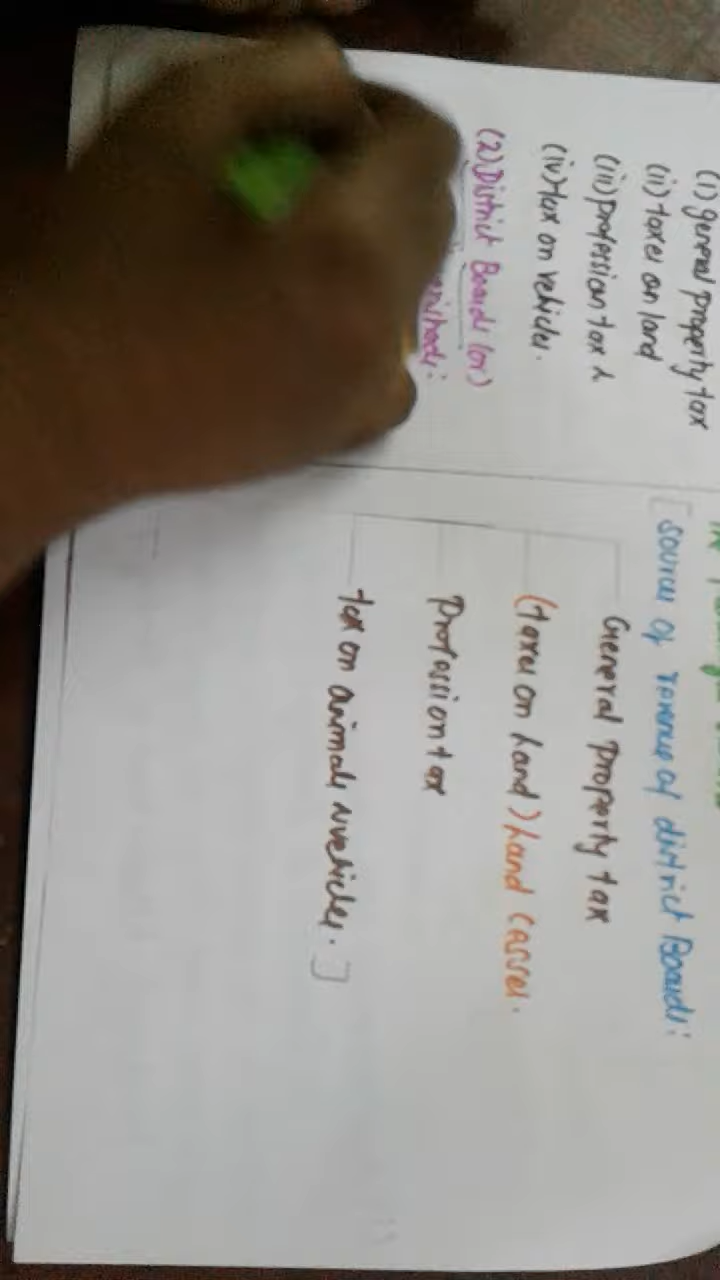 (i) general property tax
(ii) taxes on land
(iii) profession tax &
(iv) tax on vehicles.
(2) District Boards (or)
[Sources of revenue of district Boards:
General property tax
(taxes on land) Land Casses.
Profession tax
tax on animals & vehicles.]